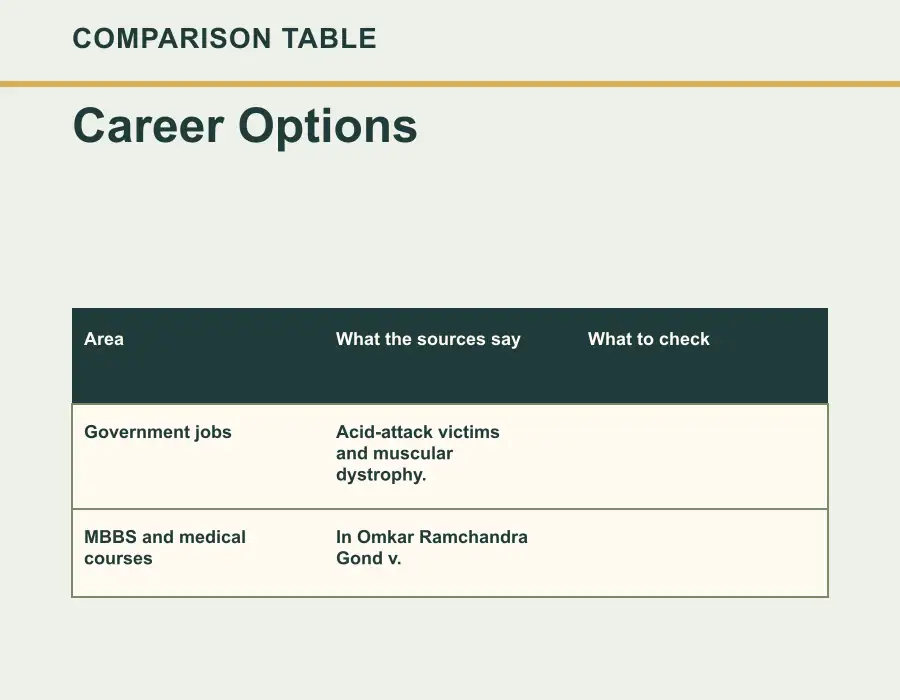 COMPARISON TABLE
Career Options
Area
What the sources say
What to check
Government jobs
Acid-attack victims
and muscular
dystrophy.
MBBS and medical
courses
In Omkar Ramchandra
Gond v.